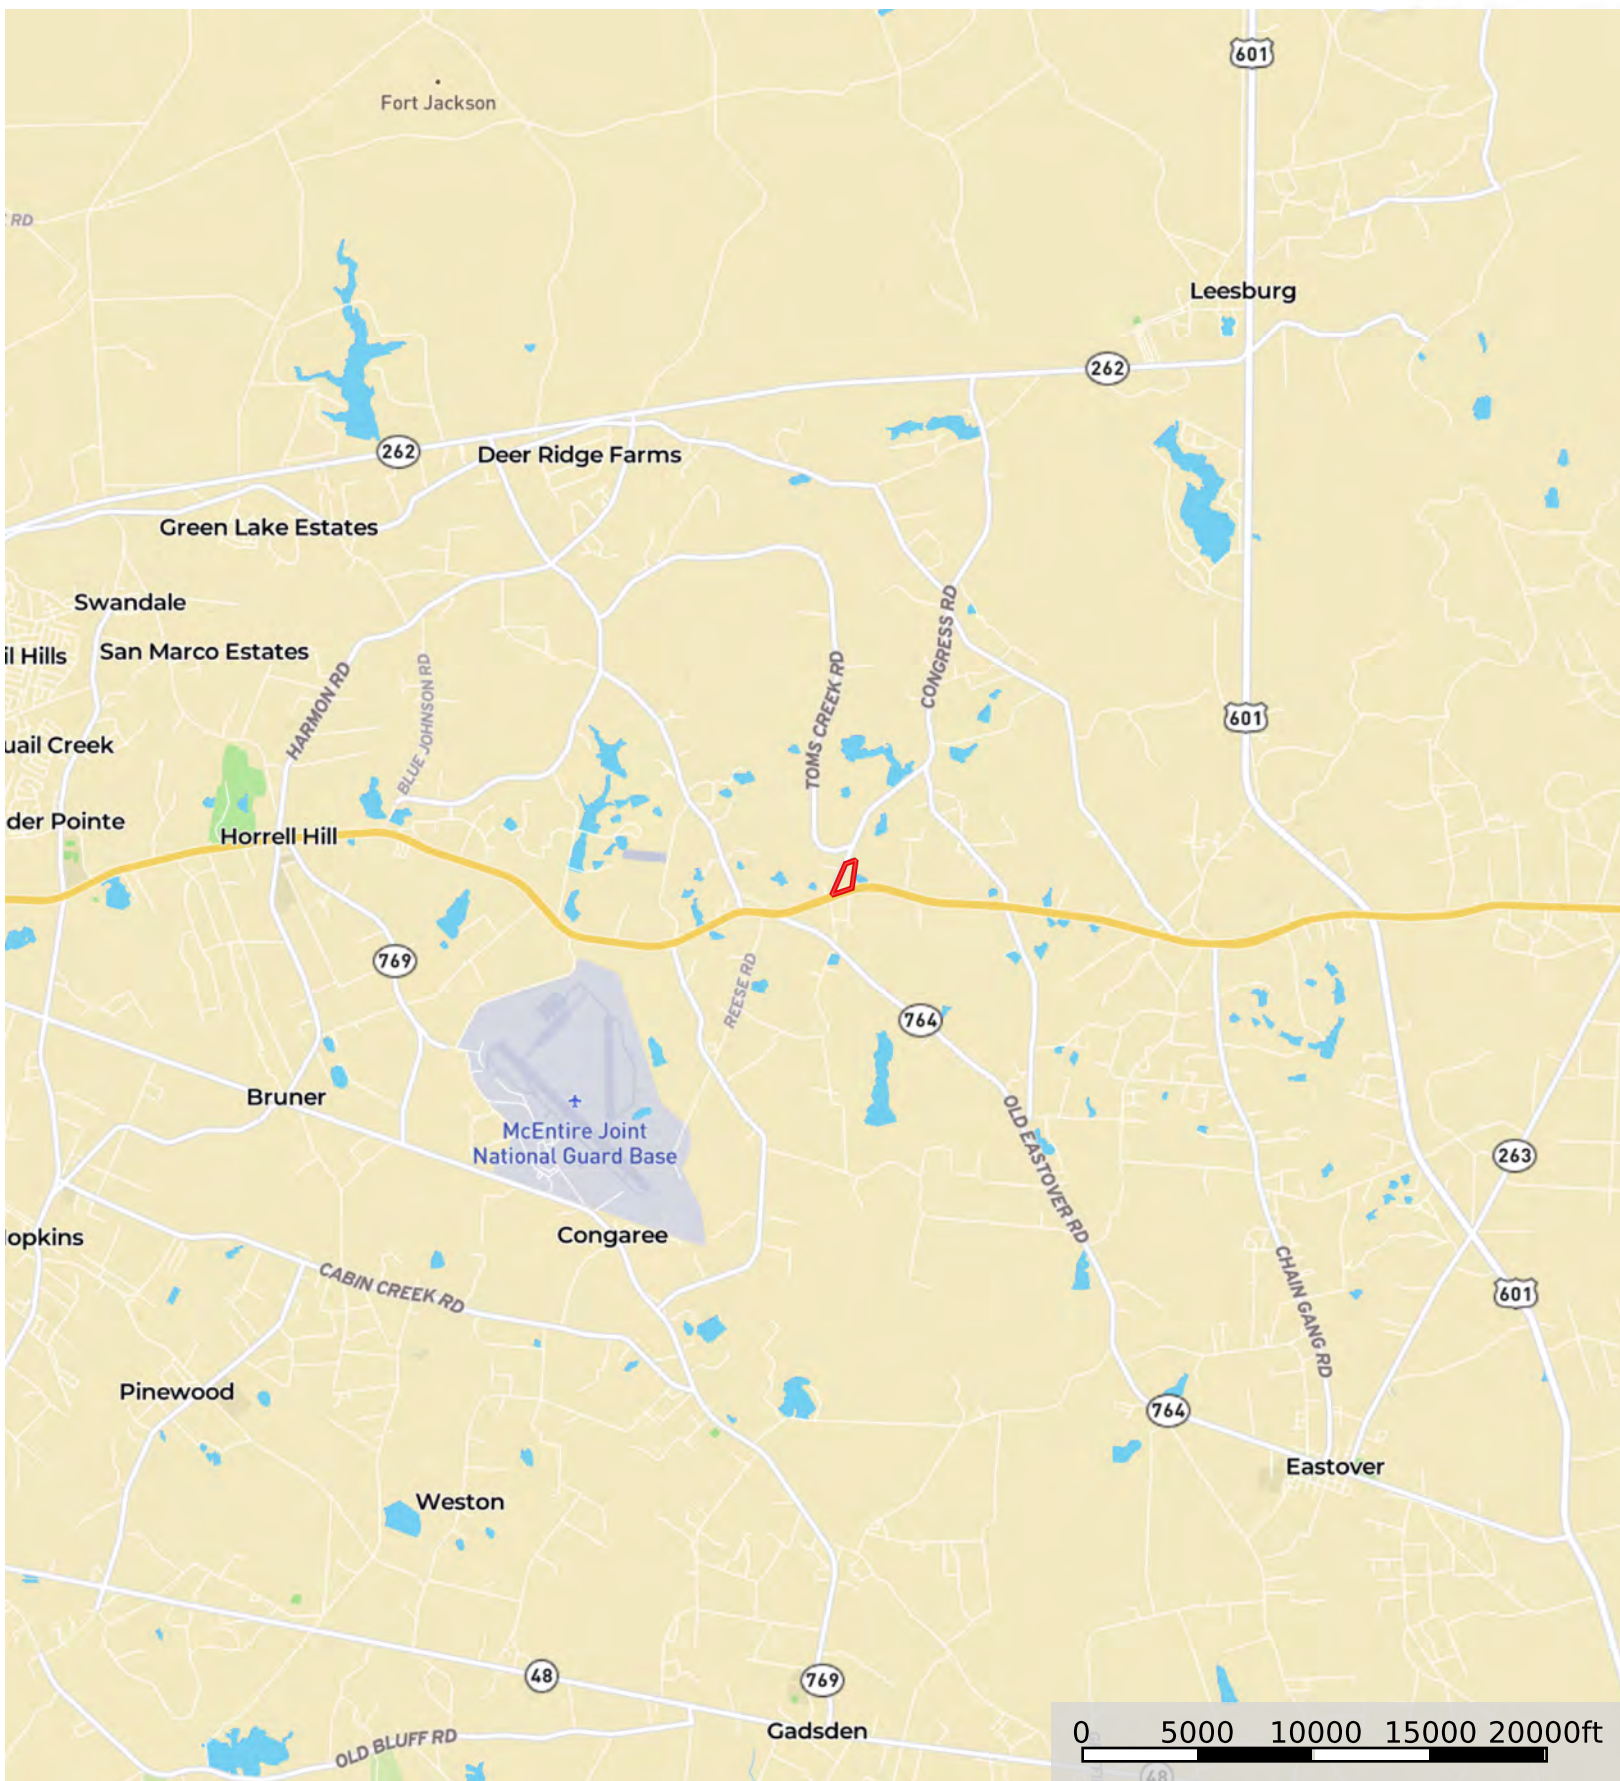 601
Fort Jackson
RD
Leesburg
262
262
Deer Ridge Farms
Green Lake Estates
Swandale
il Hills
San Marco Estates
HARMON RD
BLUE JOHNSON RD
TOMS CREEK RD
CONGRESS RD
601
uail Creek
der Pointe
Horrell Hill
769
REESE RD
764
Bruner
McEntire Joint
National Guard Base
OLD EASTOVER RD
263
opkins
Congaree
CABIN CREEK RD
CHAIN GANG RD
601
Pinewood
764
Eastover
Weston
48
769
Gadsden
OLD BLUFF RD
0 5000 10000 15000 20000ft
48